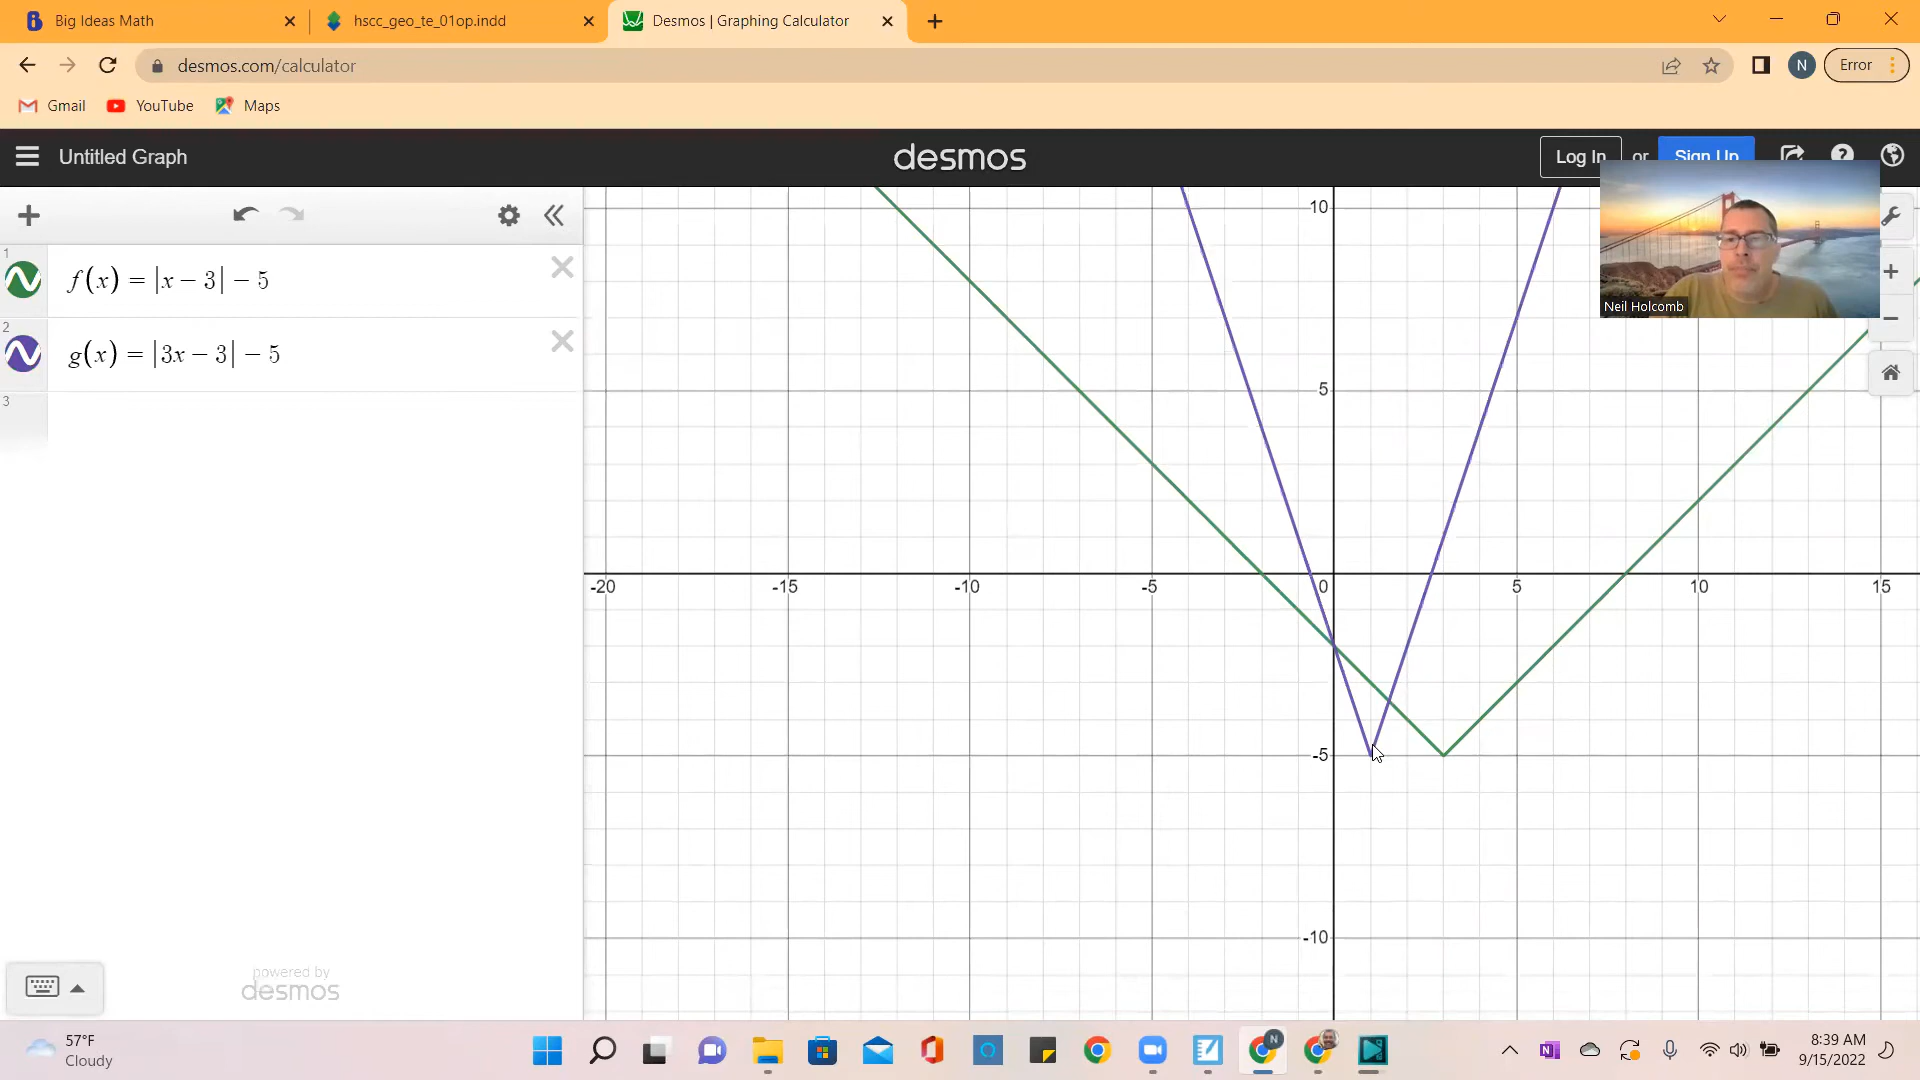 Big Ideas Math
hscc_geo_te_01op.indd
Desmos | Graphing Calculator
desmos.com/calculator
N
Error
Gmail
YouTube
Maps
Untitled Graph
desmos
Log In
or
Sign Up
Neil Holcomb
1
f(x) = |x − 3| − 5
2
g(x) = |3x − 3| − 5
3
10
5
-20
-15
-10
-5
0
5
10
15
-5
-10
powered by
desmos
57°F
Cloudy
N
8:39 AM
9/15/2022